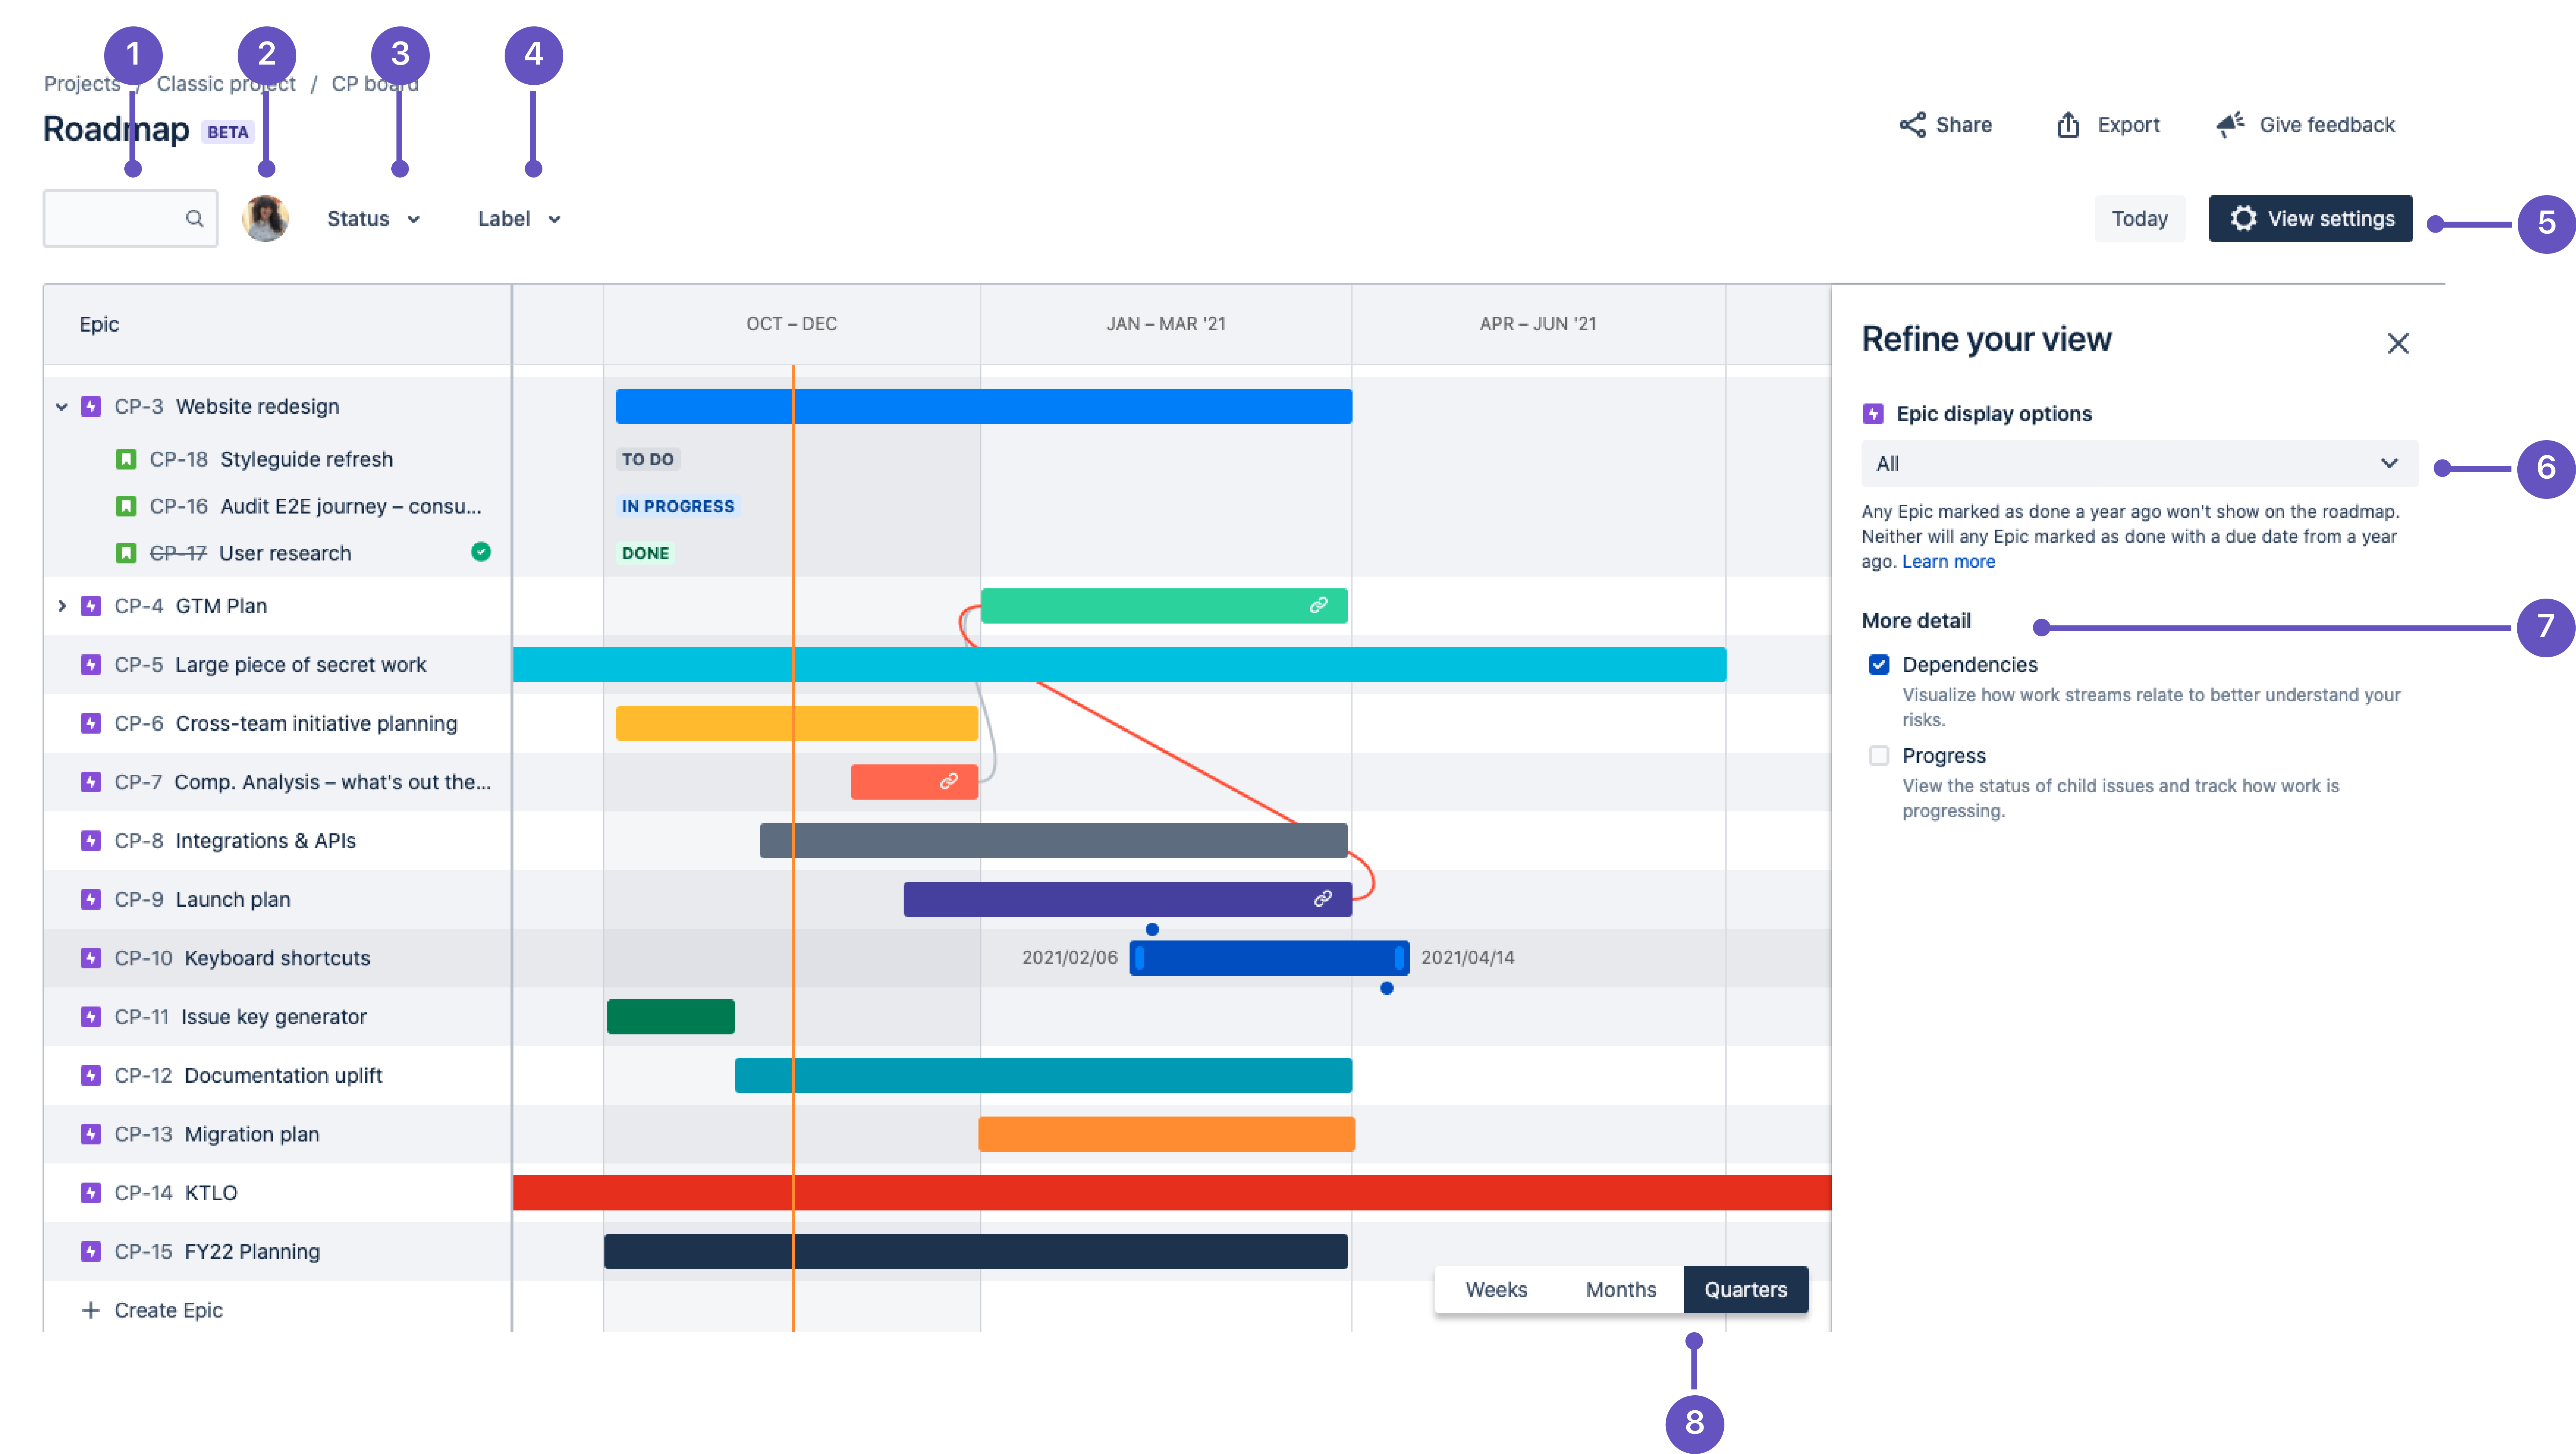 1 2 3 4
Projects / Classic project / CP board
Roadmap BETA
Share Export Give feedback
Status Label Today View settings 5
Epic OCT – DEC JAN – MAR '21 APR – JUN '21
Refine your view
CP-3 Website redesign
Epic display options
CP-18 Styleguide refresh TO DO
All 6
CP-16 Audit E2E journey – consu... IN PROGRESS
Any Epic marked as done a year ago won't show on the roadmap.
Neither will any Epic marked as done with a due date from a year
ago. Learn more
CP-17 User research DONE
CP-4 GTM Plan
More detail 7
CP-5 Large piece of secret work
Dependencies
Visualize how work streams relate to better understand your
risks.
CP-6 Cross-team initiative planning
Progress
View the status of child issues and track how work is
progressing.
CP-7 Comp. Analysis – what's out the...
CP-8 Integrations & APIs
CP-9 Launch plan
CP-10 Keyboard shortcuts 2021/02/06 2021/04/14
CP-11 Issue key generator
CP-12 Documentation uplift
CP-13 Migration plan
CP-14 KTLO
CP-15 FY22 Planning
Weeks Months Quarters
+ Create Epic
8